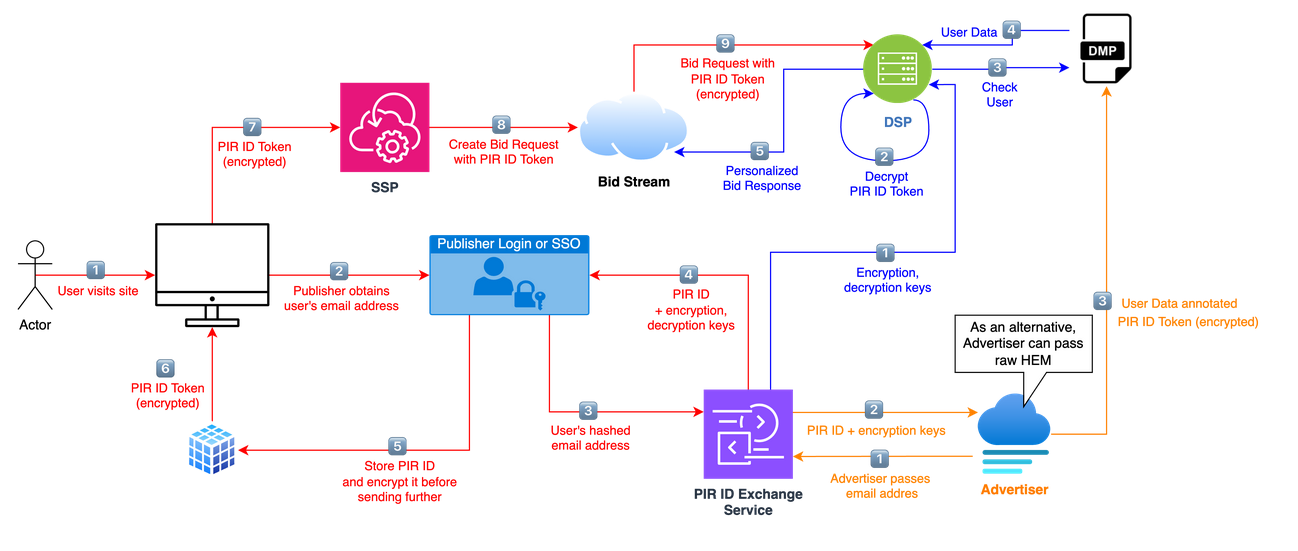 User Data
4
DMP
9
Bid Request with
PIR ID Token
(encrypted)
3
Check
User
7
PIR ID Token
(encrypted)
8
Create Bid Request
with PIR ID Token
SSP
Bid Stream
5
Personalized
Bid Response
DSP
2
Decrypt
PIR ID Token
1
User visits site
Actor
2
Publisher obtains
user's email address
Publisher Login or SSO
4
PIR ID
+ encryption,
decryption keys
1
Encryption,
decryption keys
3
User Data annotated
PIR ID Token (encrypted)
As an alternative,
Advertiser can pass
raw HEM
6
PIR ID Token
(encrypted)
5
Store PIR ID
and encrypt it before
sending further
3
User's hashed
email address
2
PIR ID + encryption keys
1
Advertiser passes
email addres
PIR ID Exchange
Service
Advertiser